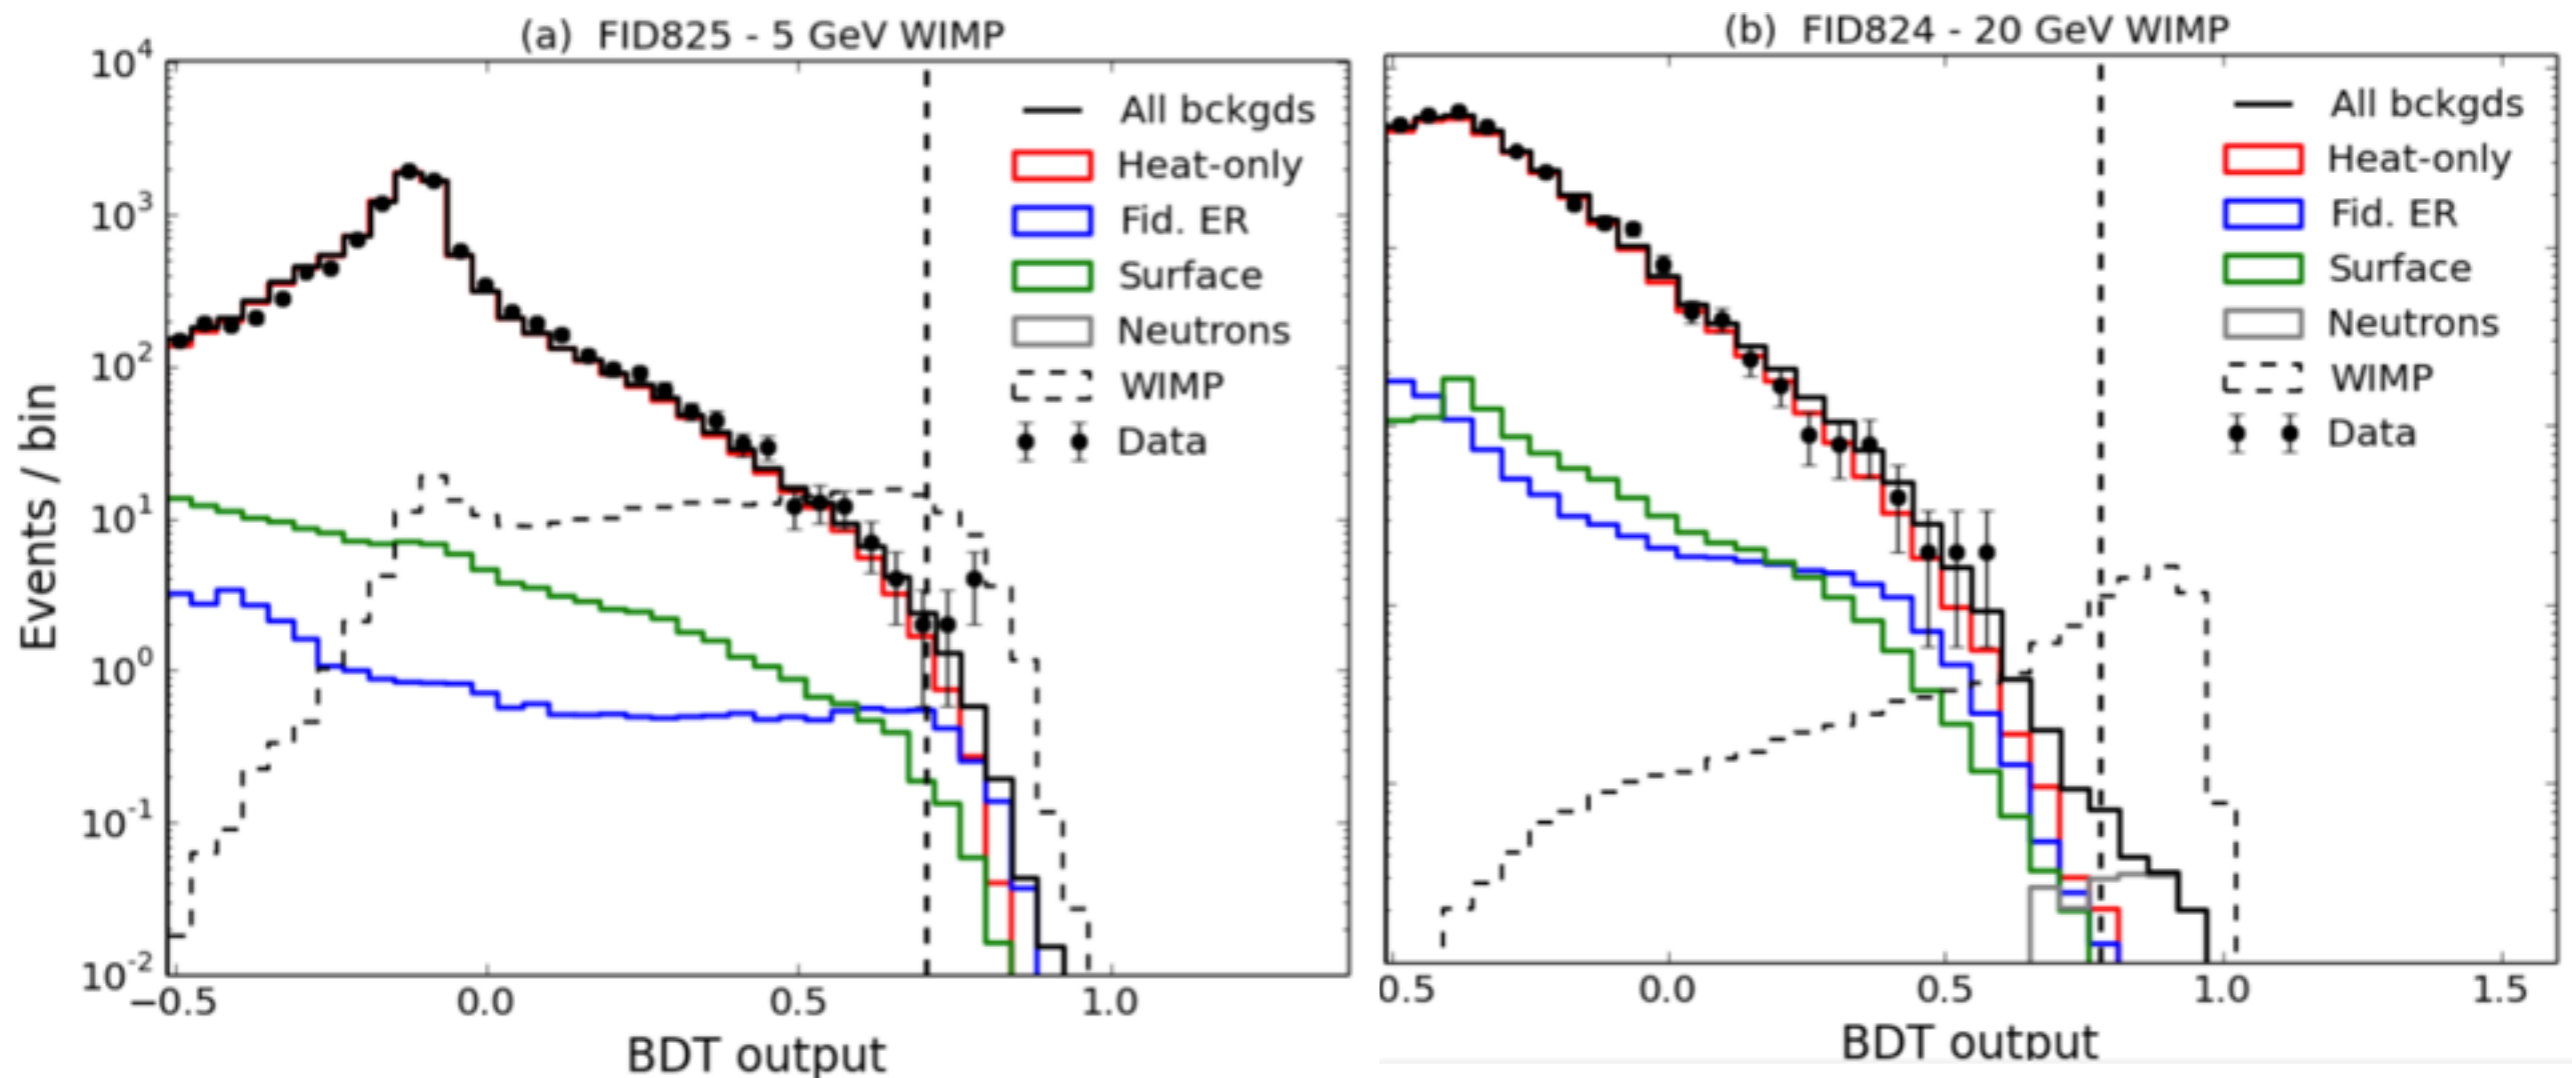 (a) FID825 - 5 GeV WIMP
10^4
10^3
10^2
10^1
10^0
10^-1
10^-2
Events / bin
All bckgds
Heat-only
Fid. ER
Surface
Neutrons
WIMP
Data
−0.5 0.0 0.5 1.0
BDT output
(b) FID824 - 20 GeV WIMP
All bckgds
Heat-only
Fid. ER
Surface
Neutrons
WIMP
Data
0.5 0.0 0.5 1.0 1.5
BDT output